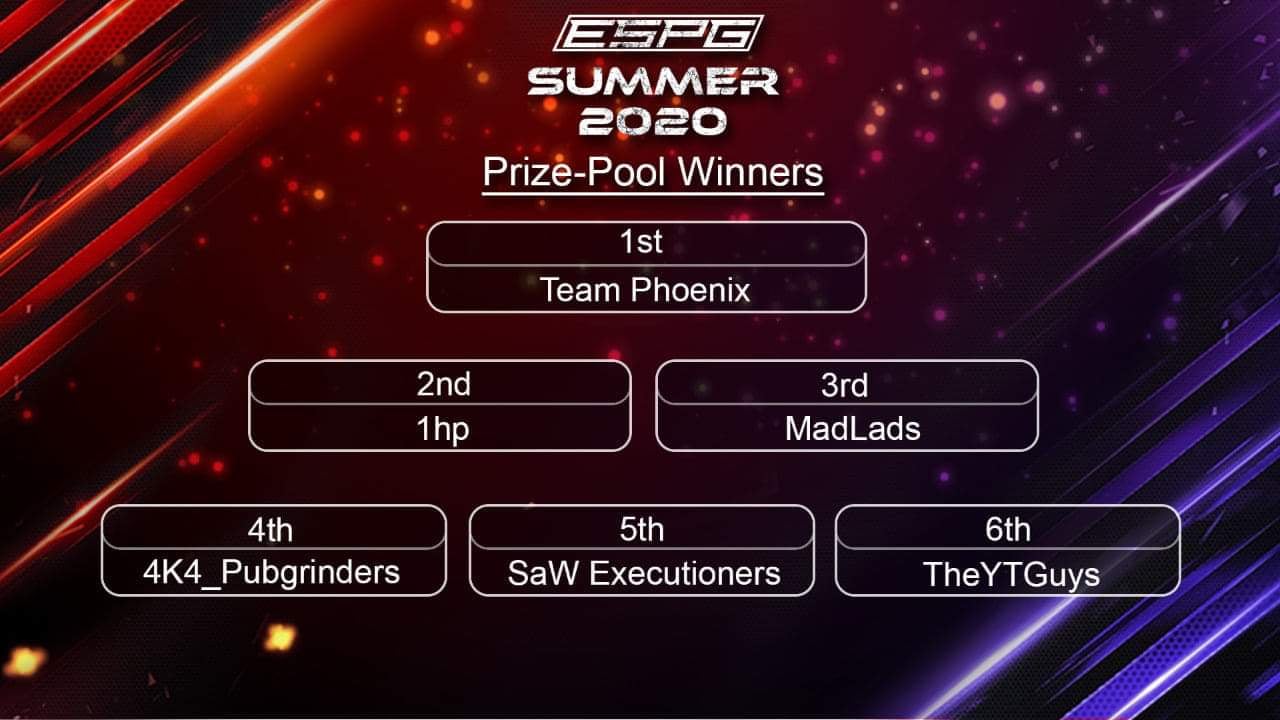 ESPG
SUMMER
2020
Prize-Pool Winners
1st
Team Phoenix
2nd
1hp
3rd
MadLads
4th
4K4_Pubgrinders
5th
SaW Executioners
6th
TheYTGuys